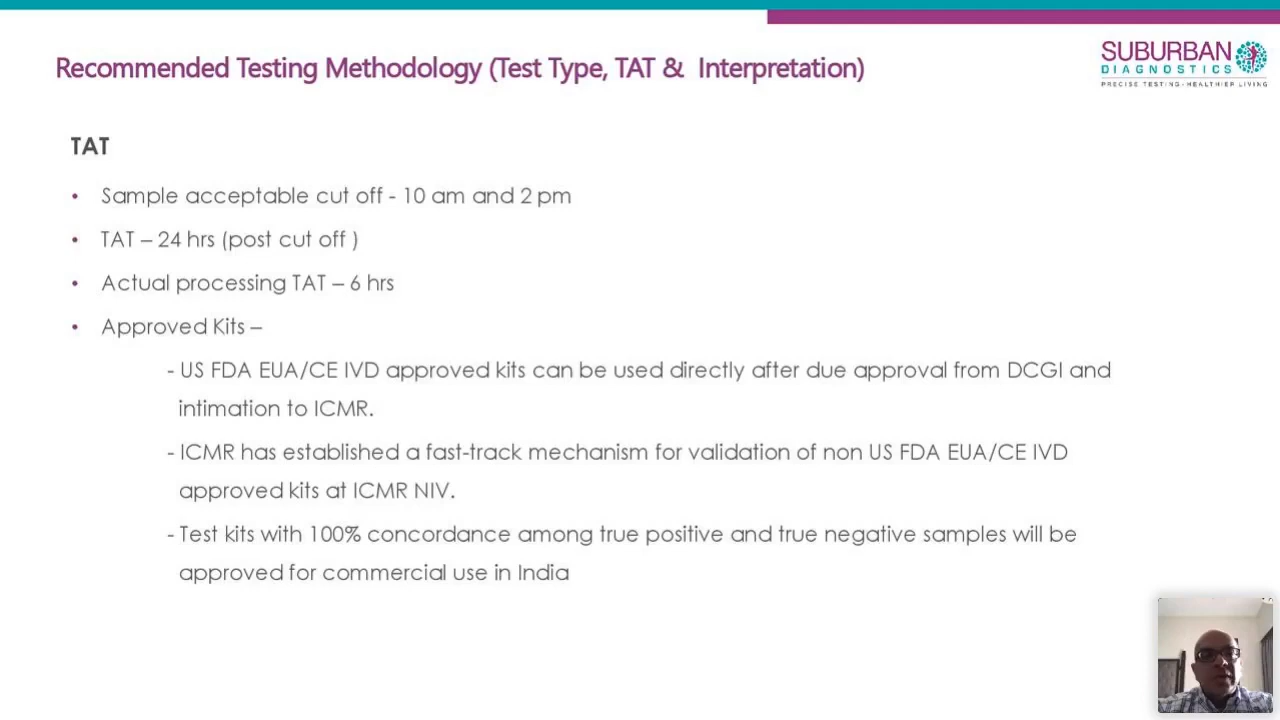 Recommended Testing Methodology (Test Type, TAT & Interpretation)
SUBURBAN
DIAGNOSTICS
PRECISE TESTING-HEALTHIER LIVING
TAT
• Sample acceptable cut off - 10 am and 2 pm
• TAT – 24 hrs (post cut off )
• Actual processing TAT – 6 hrs
• Approved Kits –
- US FDA EUA/CE IVD approved kits can be used directly after due approval from DCGI and
intimation to ICMR.
- ICMR has established a fast-track mechanism for validation of non US FDA EUA/CE IVD
approved kits at ICMR NIV.
- Test kits with 100% concordance among true positive and true negative samples will be
approved for commercial use in India